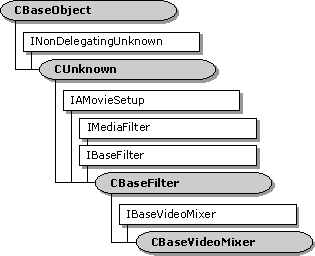 CBaseObject
INonDelegatingUnknown
CUnknown
IAMovieSetup
IMediaFilter
IBaseFilter
CBaseFilter
IBaseVideoMixer
CBaseVideoMixer